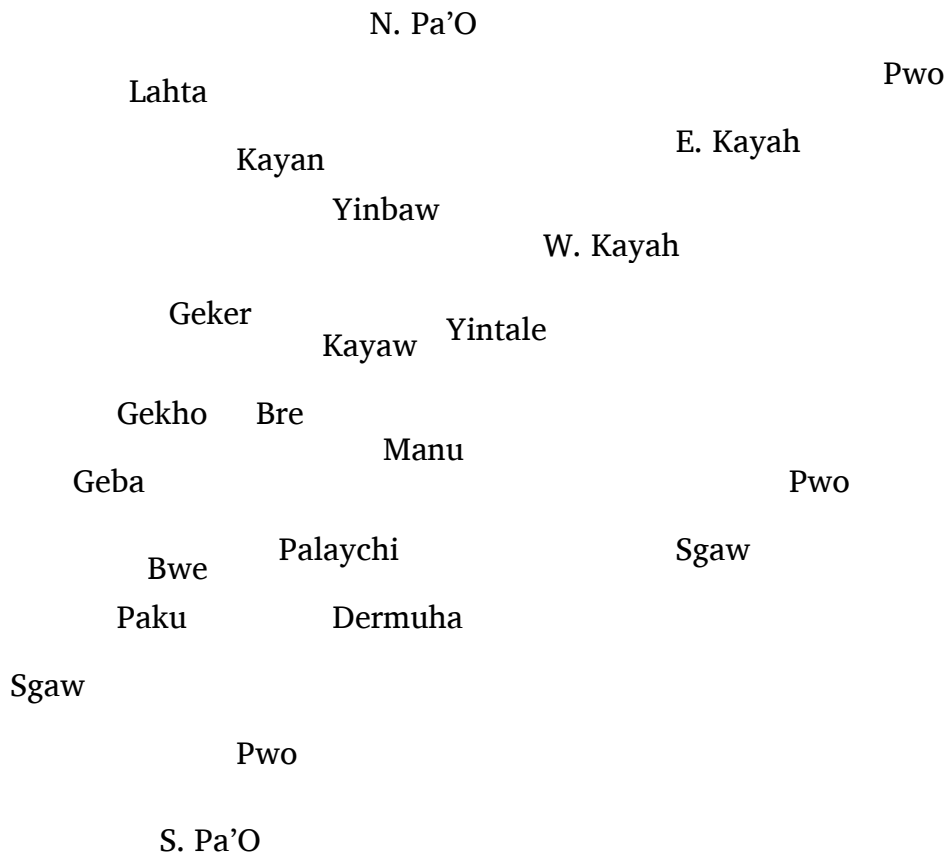 N. Pa’O
Pwo
Lahta
E. Kayah
Kayan
Yinbaw
W. Kayah
Geker
Yintale
Kayaw
Gekho
Bre
Manu
Geba
Pwo
Palaychi
Sgaw
Bwe
Paku
Dermuha
Sgaw
Pwo
S. Pa’O